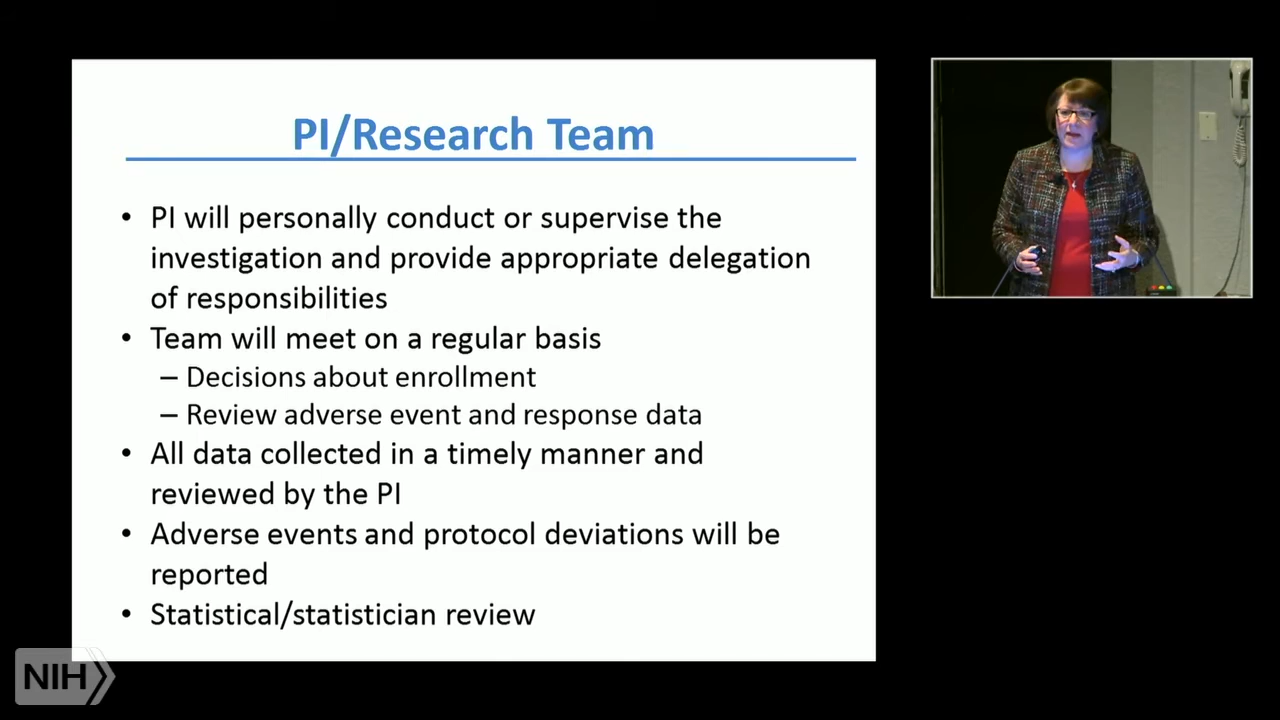 PI/Research Team
• PI will personally conduct or supervise the
investigation and provide appropriate delegation
of responsibilities
• Team will meet on a regular basis
– Decisions about enrollment
– Review adverse event and response data
• All data collected in a timely manner and
reviewed by the PI
• Adverse events and protocol deviations will be
reported
• Statistical/statistician review
NIH